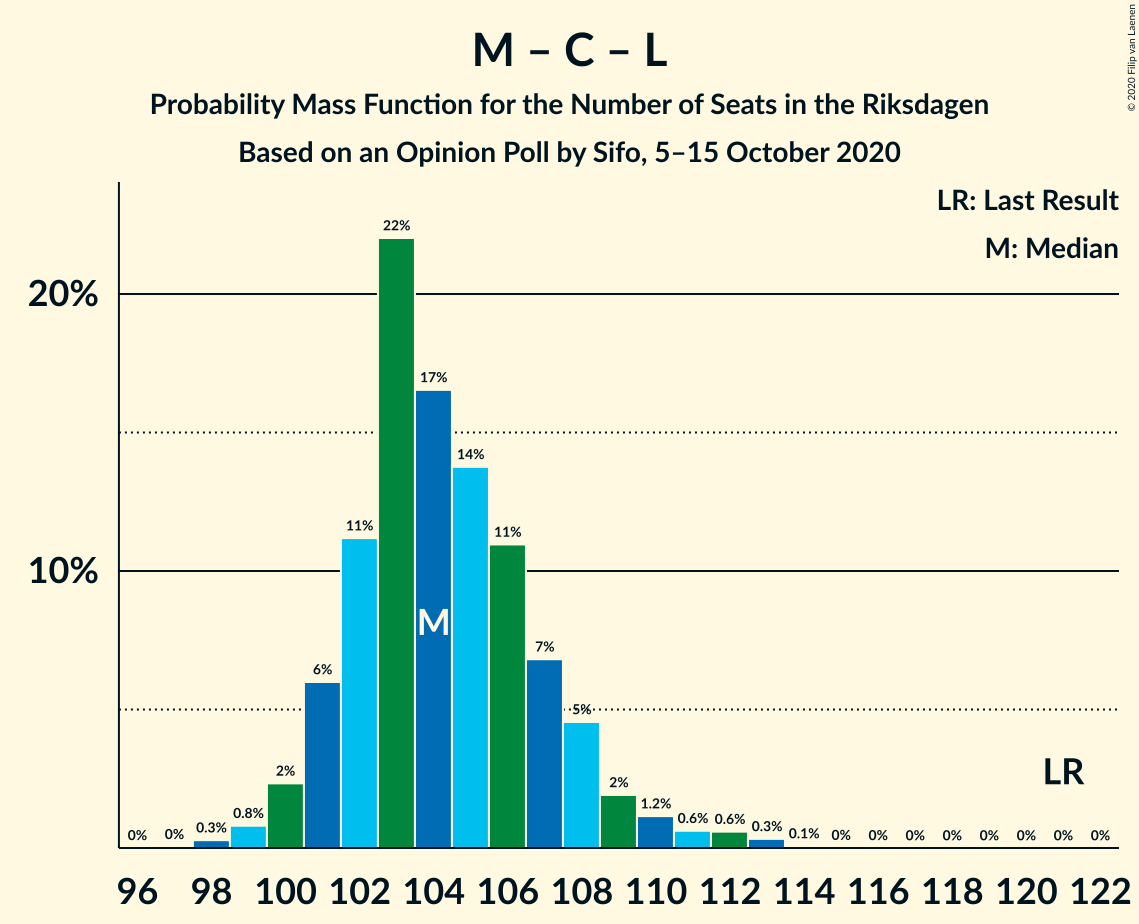 M – C – L
Probability Mass Function for the Number of Seats in the Riksdagen
Based on an Opinion Poll by Sifo, 5–15 October 2020
© 2020 Filip van Laenen
LR: Last Result
M: Median
20%
10%
0% 0% 0.3% 0.8% 2% 6% 11% 22% 17% 14% 11% 7% 5% 2% 1.2% 0.6% 0.6% 0.3% 0.1% 0% 0% 0% 0% 0% 0% 0% 0%
M
LR
96 98 100 102 104 106 108 110 112 114 116 118 120 122